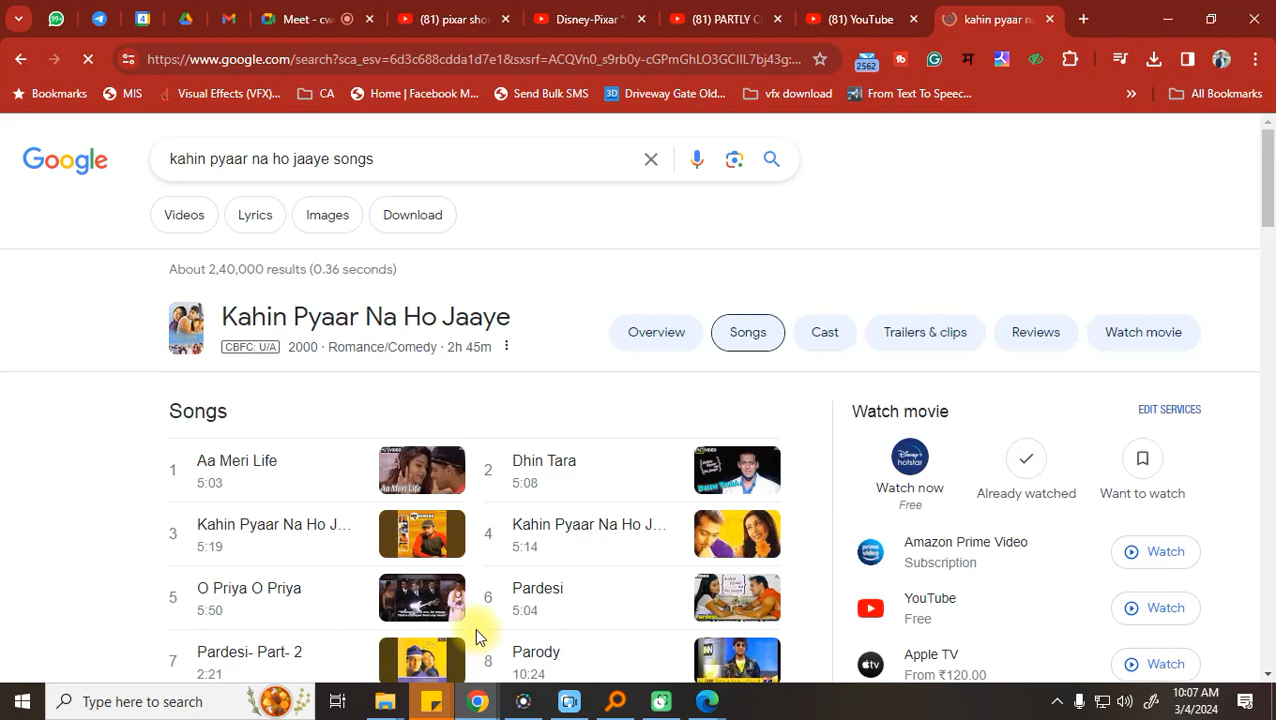 Meet - cw
(81) pixar sho
Disney-Pixar "
(81) PARTLY C
(81) YouTube
kahin pyaar n
https://www.google.com/search?sca_esv=6d3c688cdda1d7e1&sxsrf=ACQVn0_s9rb0y-cGPmGhLO3GCIIL7bj43g:...
2562
Bookmarks
MIS
Visual Effects (VFX)...
CA
Home | Facebook M...
Send Bulk SMS
Driveway Gate Old...
vfx download
From Text To Speec...
All Bookmarks
Google
kahin pyaar na ho jaaye songs
Videos
Lyrics
Images
Download
About 2,40,000 results (0.36 seconds)
Kahin Pyaar Na Ho Jaaye
CBFC: U/A 2000 · Romance/Comedy · 2h 45m
Overview
Songs
Cast
Trailers & clips
Reviews
Watch movie
Songs
1 Aa Meri Life
5:03
Aa Meri Life
2 Dhin Tara
5:08
3 Kahin Pyaar Na Ho J...
5:19
4 Kahin Pyaar Na Ho J...
5:14
5 O Priya O Priya
5:50
6 Pardesi
5:04
7 Pardesi- Part- 2
2:21
8 Parody
10:24
Watch movie
EDIT SERVICES
Watch now
Free
Already watched
Want to watch
Amazon Prime Video
Subscription
Watch
YouTube
Free
Watch
Apple TV
From ₹120.00
Watch
Type here to search
10:07 AM
3/4/2024